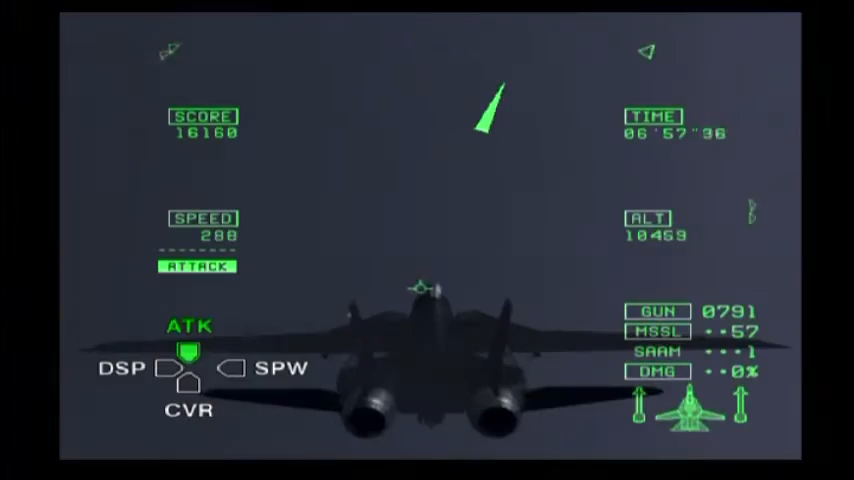 SCORE
16160
TIME
06'57"36
SPEED
288
ATTACK
ALT
10459
ATK
DSP
SPW
CVR
GUN 0791
MSSL 57
SAAM 1
DMG 0%